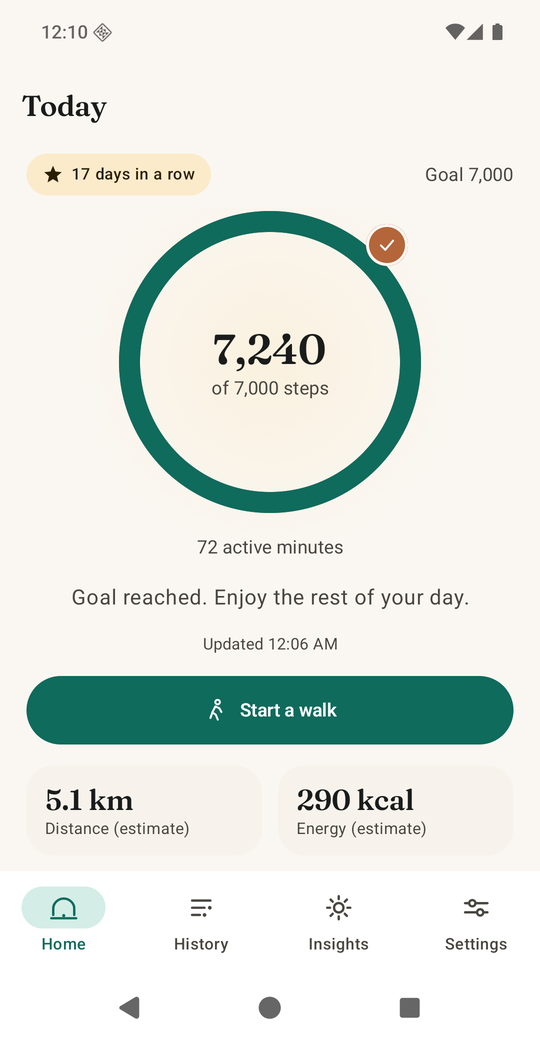 12:10
Today
17 days in a row
Goal 7,000
7,240
of 7,000 steps
72 active minutes
Goal reached. Enjoy the rest of your day.
Updated 12:06 AM
Start a walk
5.1 km
Distance (estimate)
290 kcal
Energy (estimate)
Home
History
Insights
Settings